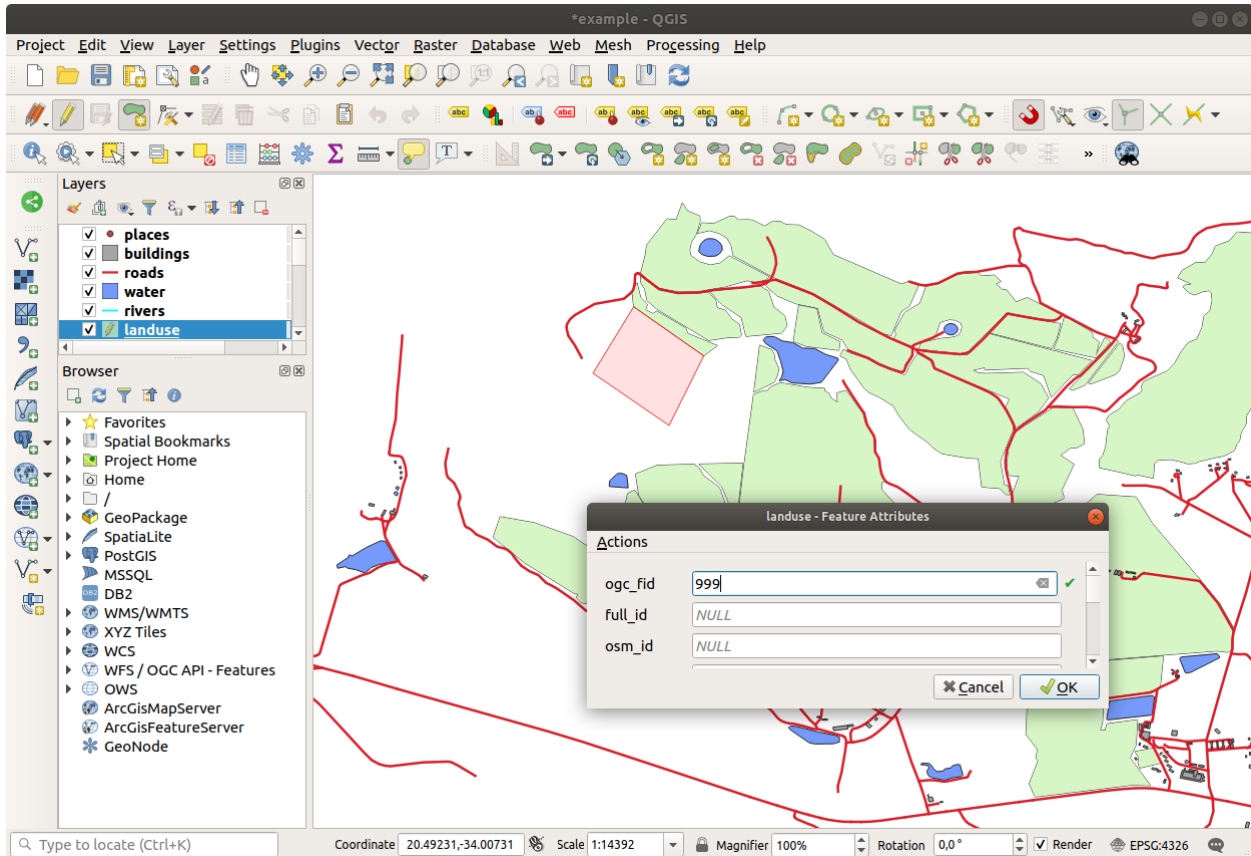 *example - QGIS
Project Edit View Layer Settings Plugins Vector Raster Database Web Mesh Processing Help
Layers
places
buildings
roads
water
rivers
landuse
Browser
Favorites
Spatial Bookmarks
Project Home
Home
/
GeoPackage
SpatiaLite
PostGIS
MSSQL
DB2
WMS/WMTS
XYZ Tiles
WCS
WFS / OGC API - Features
OWS
ArcGisMapServer
ArcGisFeatureServer
GeoNode
landuse - Feature Attributes
Actions
ogc_fid 999
full_id NULL
osm_id NULL
Cancel OK
Type to locate (Ctrl+K) Coordinate 20.49231,-34.00731 Scale 1:14392 Magnifier 100% Rotation 0,0 ° Render EPSG:4326